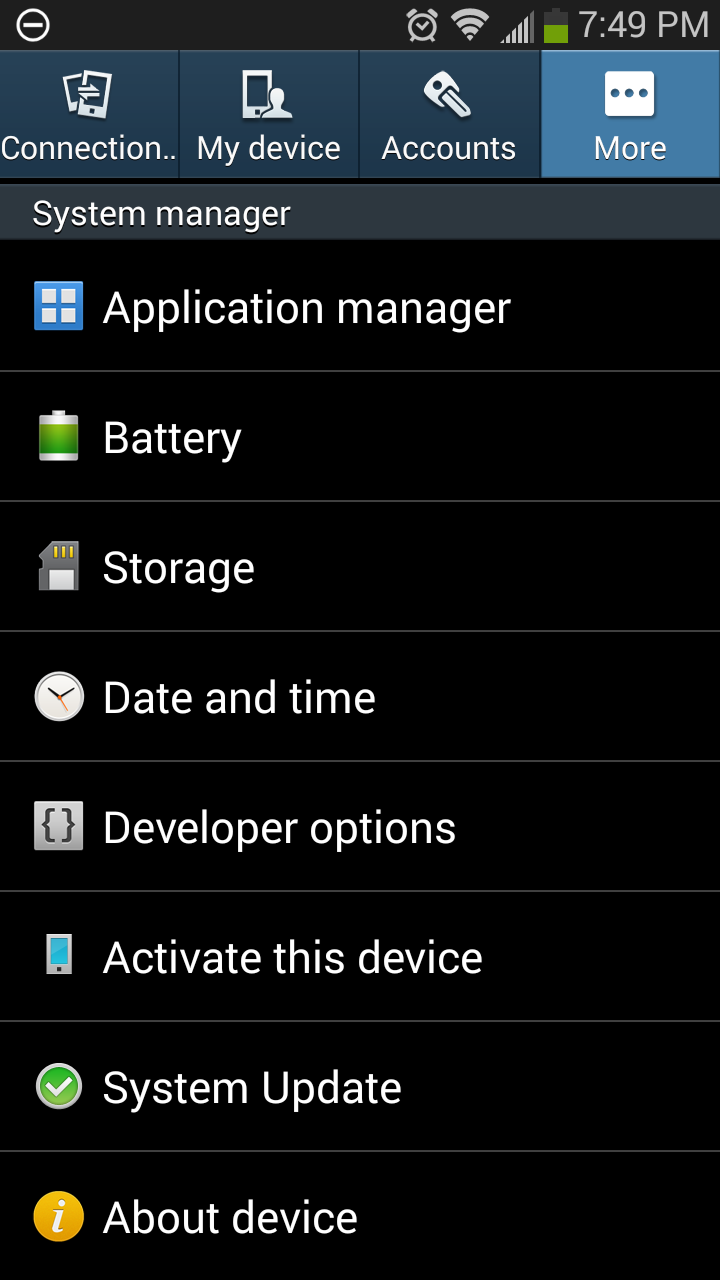 7:49 PM
Connection..
My device
Accounts
More
System manager
Application manager
Battery
Storage
Date and time
Developer options
Activate this device
System Update
About device